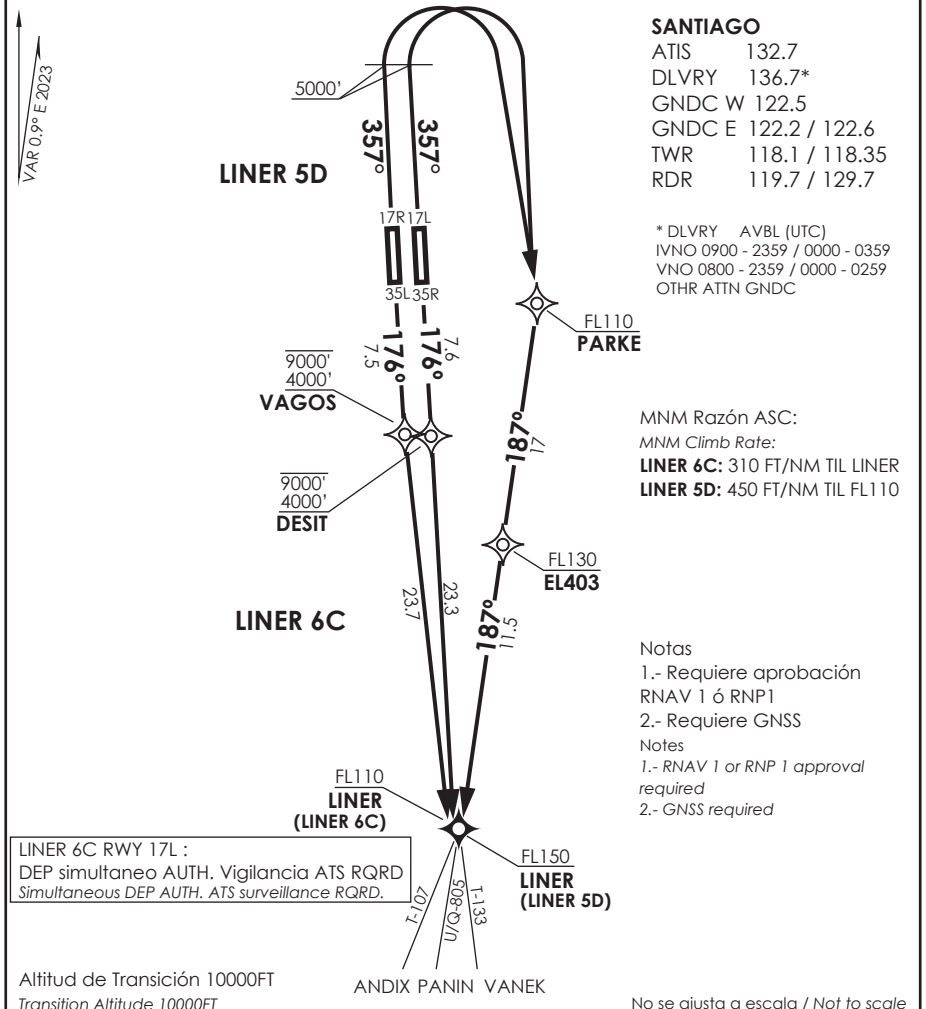 VAR 0.9° E 2023
5000'
357°
357°
LINER 5D
17R 17L
35L 35R
176°
7.5
176°
7.6
9000'
4000'
VAGOS
9000'
4000'
DESIT
23.7
23.3
LINER 6C
FL110
LINER
(LINER 6C)
LINER 6C RWY 17L :
DEP simultaneo AUTH. Vigilancia ATS RQRD
Simultaneous DEP AUTH. ATS surveillance RQRD.
T-107
U/Q-805
T-133
ANDIX PANIN VANEK
Altitud de Transición 10000FT
Transition Altitude 10000FT
SANTIAGO
ATIS 132.7
DLVRY 136.7*
GNDC W 122.5
GNDC E 122.2 / 122.6
TWR 118.1 / 118.35
RDR 119.7 / 129.7
* DLVRY AVBL (UTC)
IVNO 0900 - 2359 / 0000 - 0359
VNO 0800 - 2359 / 0000 - 0259
OTHR ATTN GNDC
FL110
PARKE
187°
17
MNM Razón ASC:
MNM Climb Rate:
LINER 6C: 310 FT/NM TIL LINER
LINER 5D: 450 FT/NM TIL FL110
FL130
EL403
187°
11.5
Notas
1.- Requiere aprobación
RNAV 1 ó RNP1
2.- Requiere GNSS
Notes
1.- RNAV 1 or RNP 1 approval
required
2.- GNSS required
FL150
LINER
(LINER 5D)
No se ajusta a escala / Not to scale